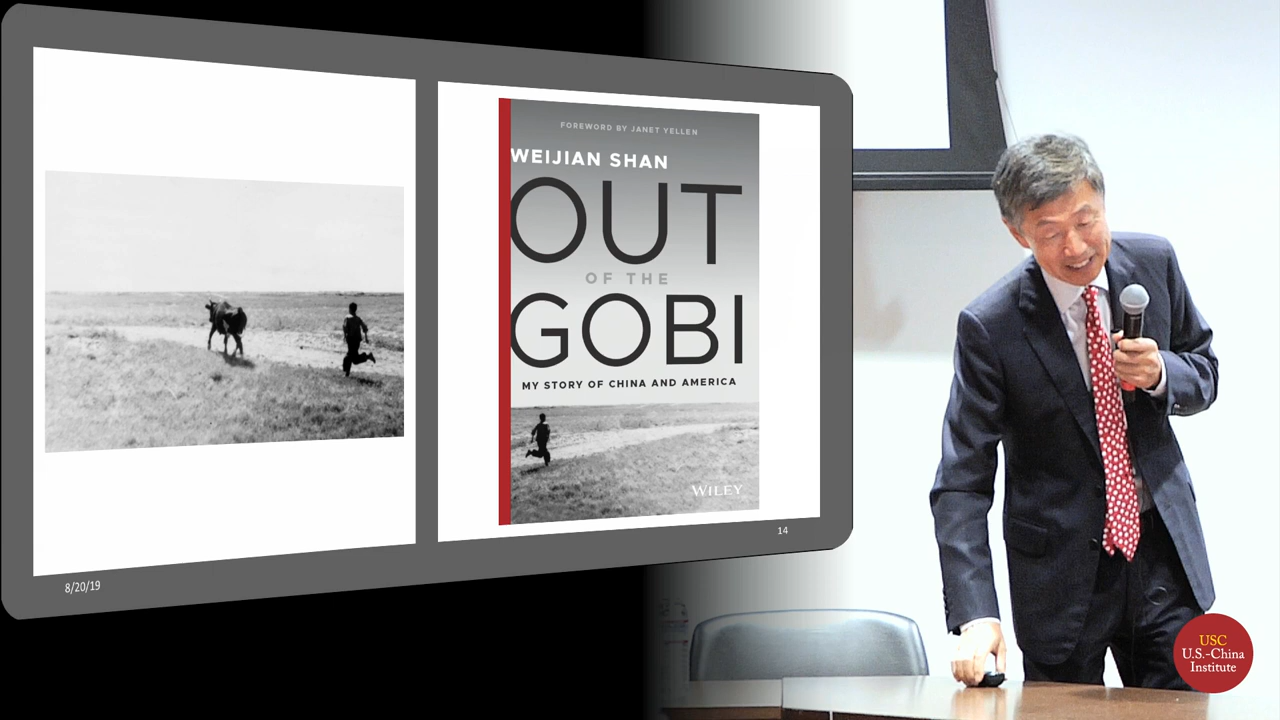 FOREWORD BY JANET YELLEN
WEIJIAN SHAN
OUT
OF THE
GOBI
MY STORY OF CHINA AND AMERICA
WILEY
8/20/19
14
USC
U.S.-China
Institute